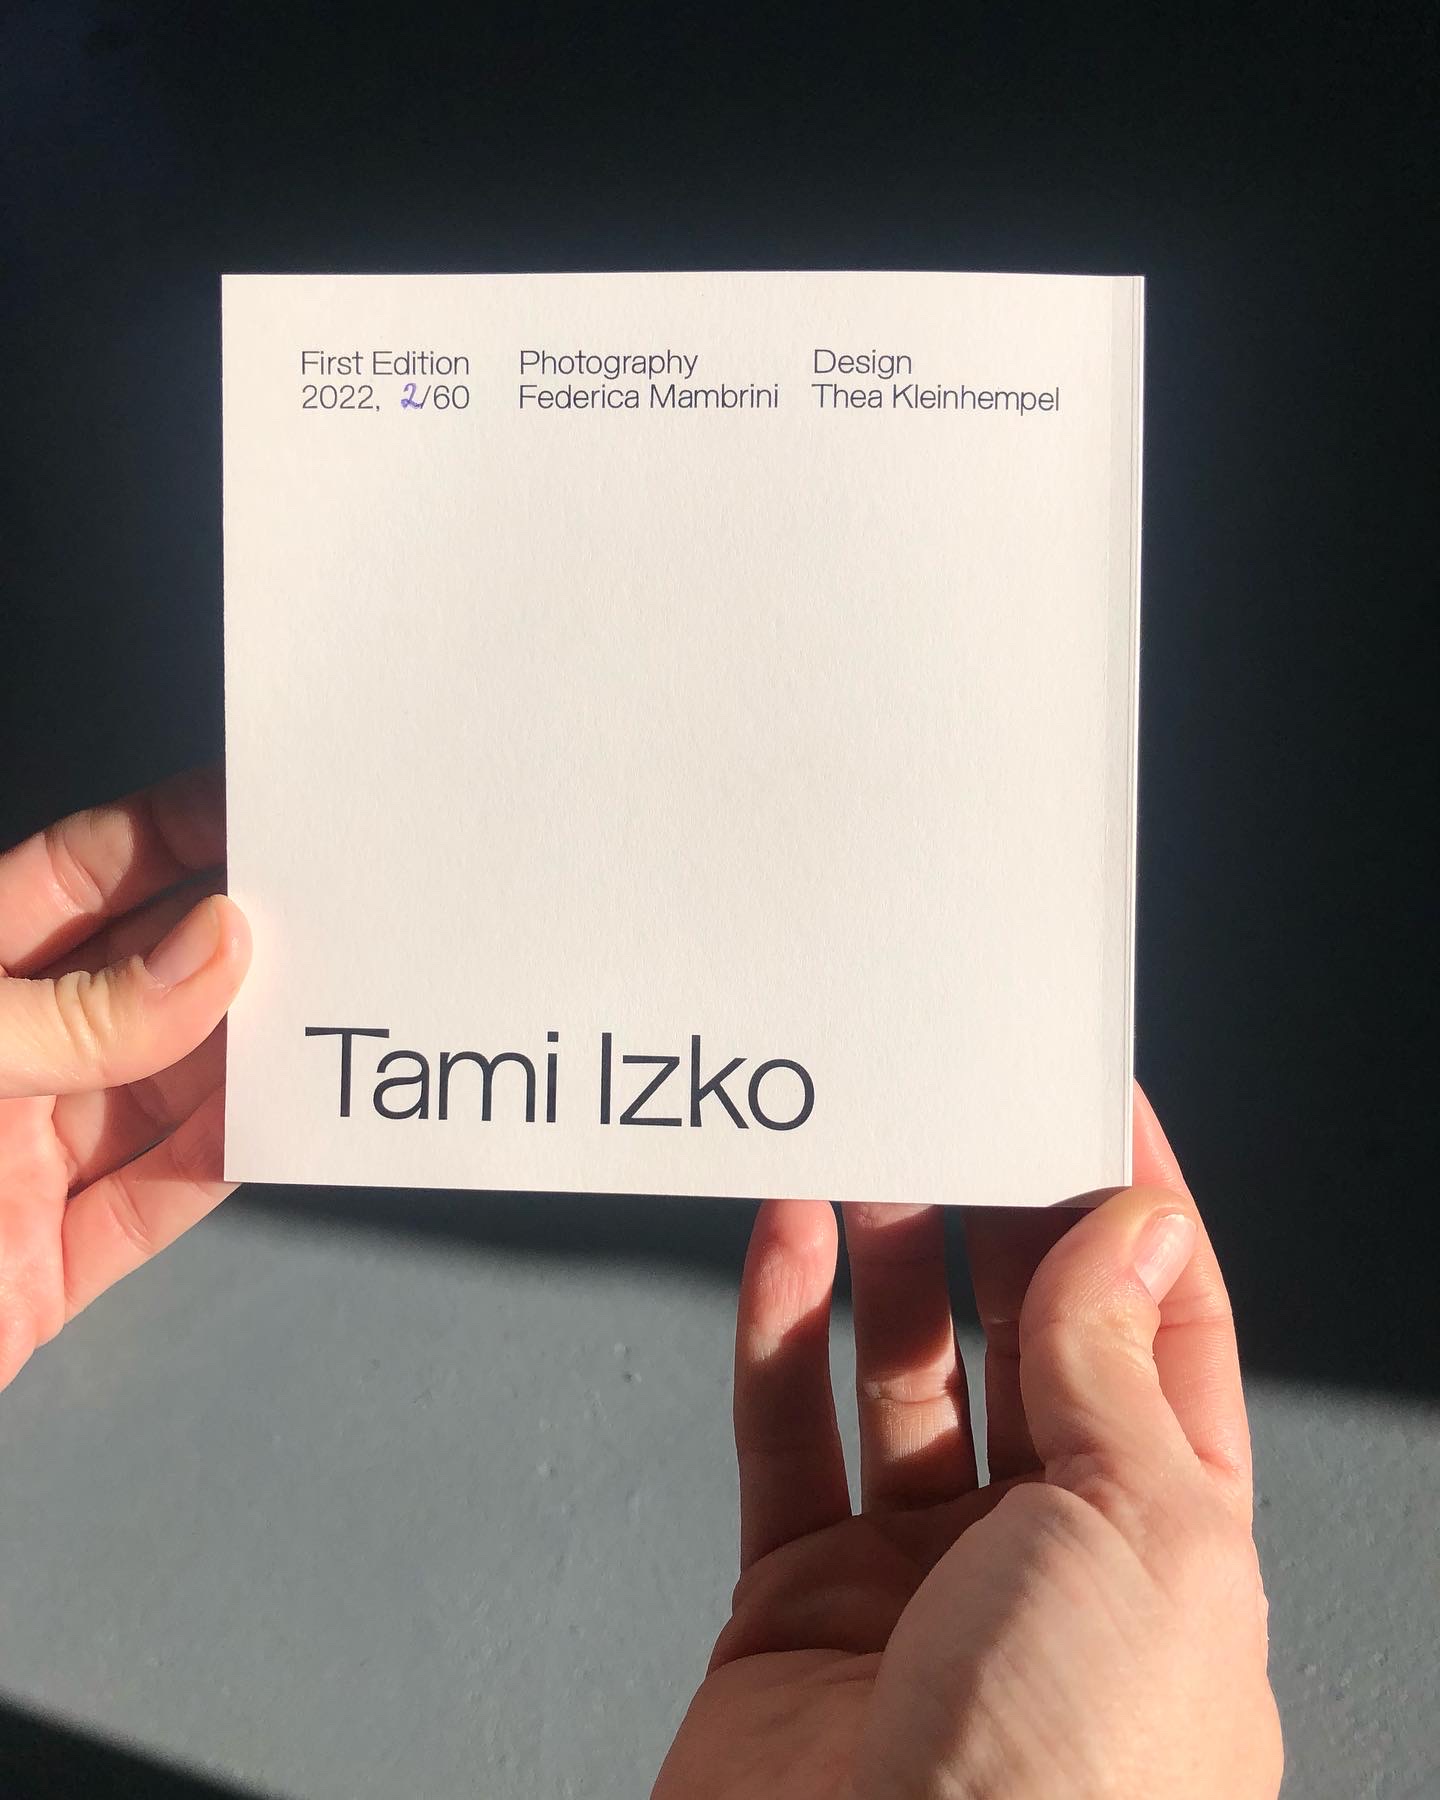 First Edition
2022, 2/60
Photography
Federica Mambrini
Design
Thea Kleinhempel
Tami Izko